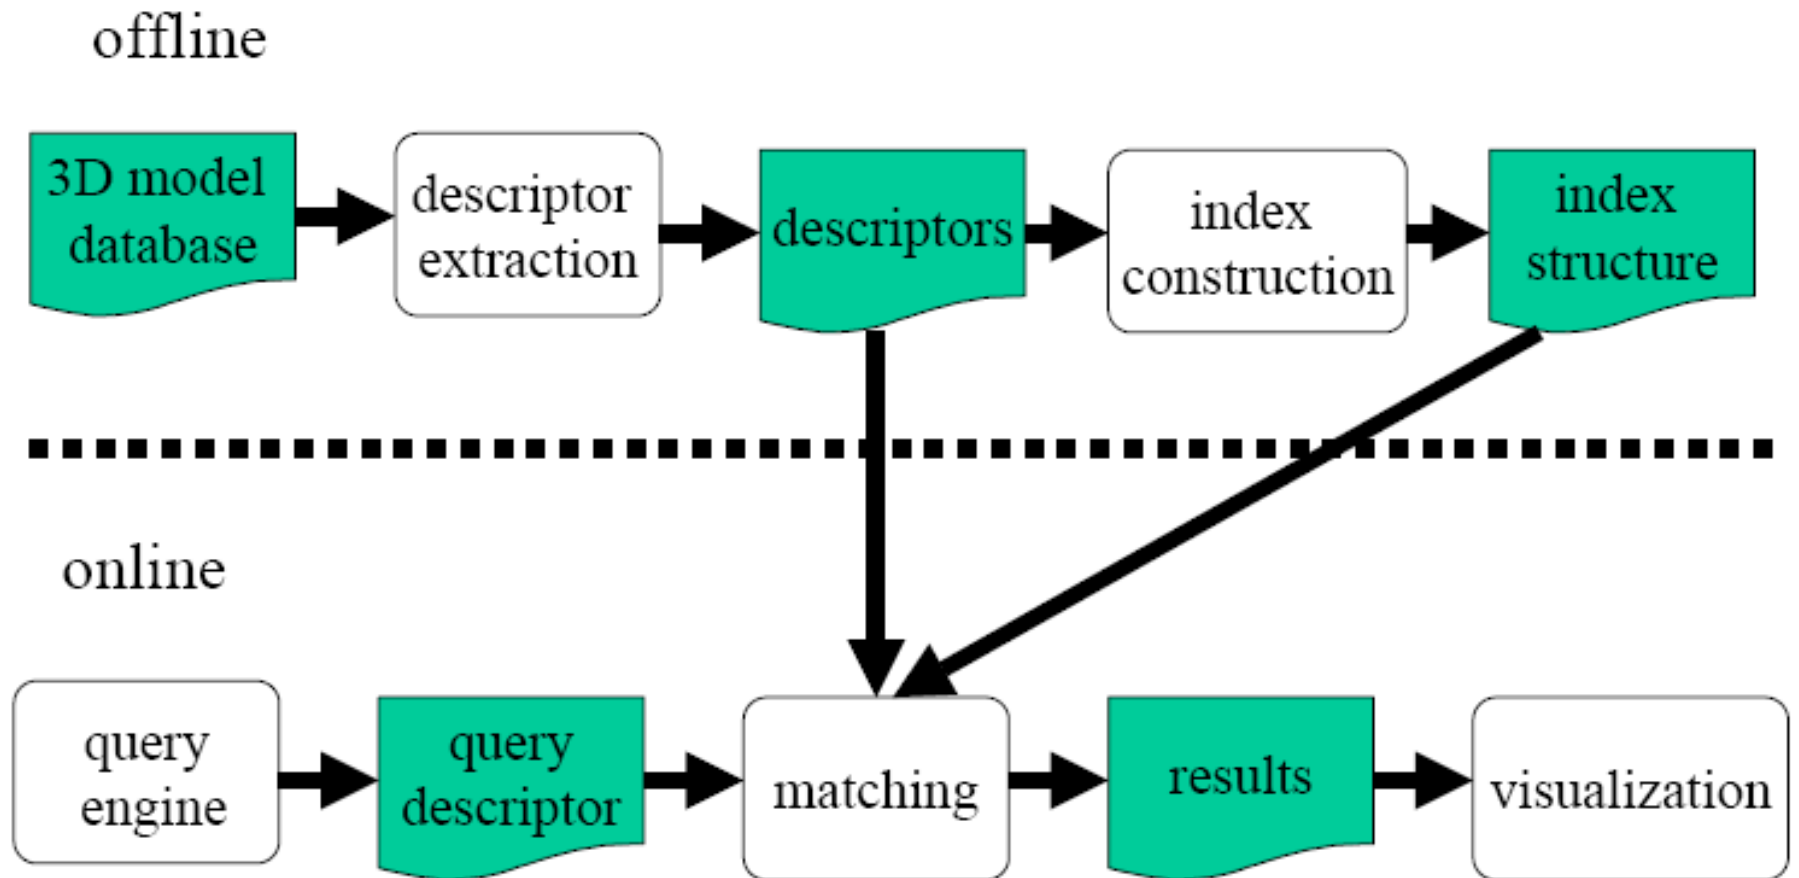 offline
3D model
database
descriptor
extraction
descriptors
index
construction
index
structure
online
query
engine
query
descriptor
matching
results
visualization